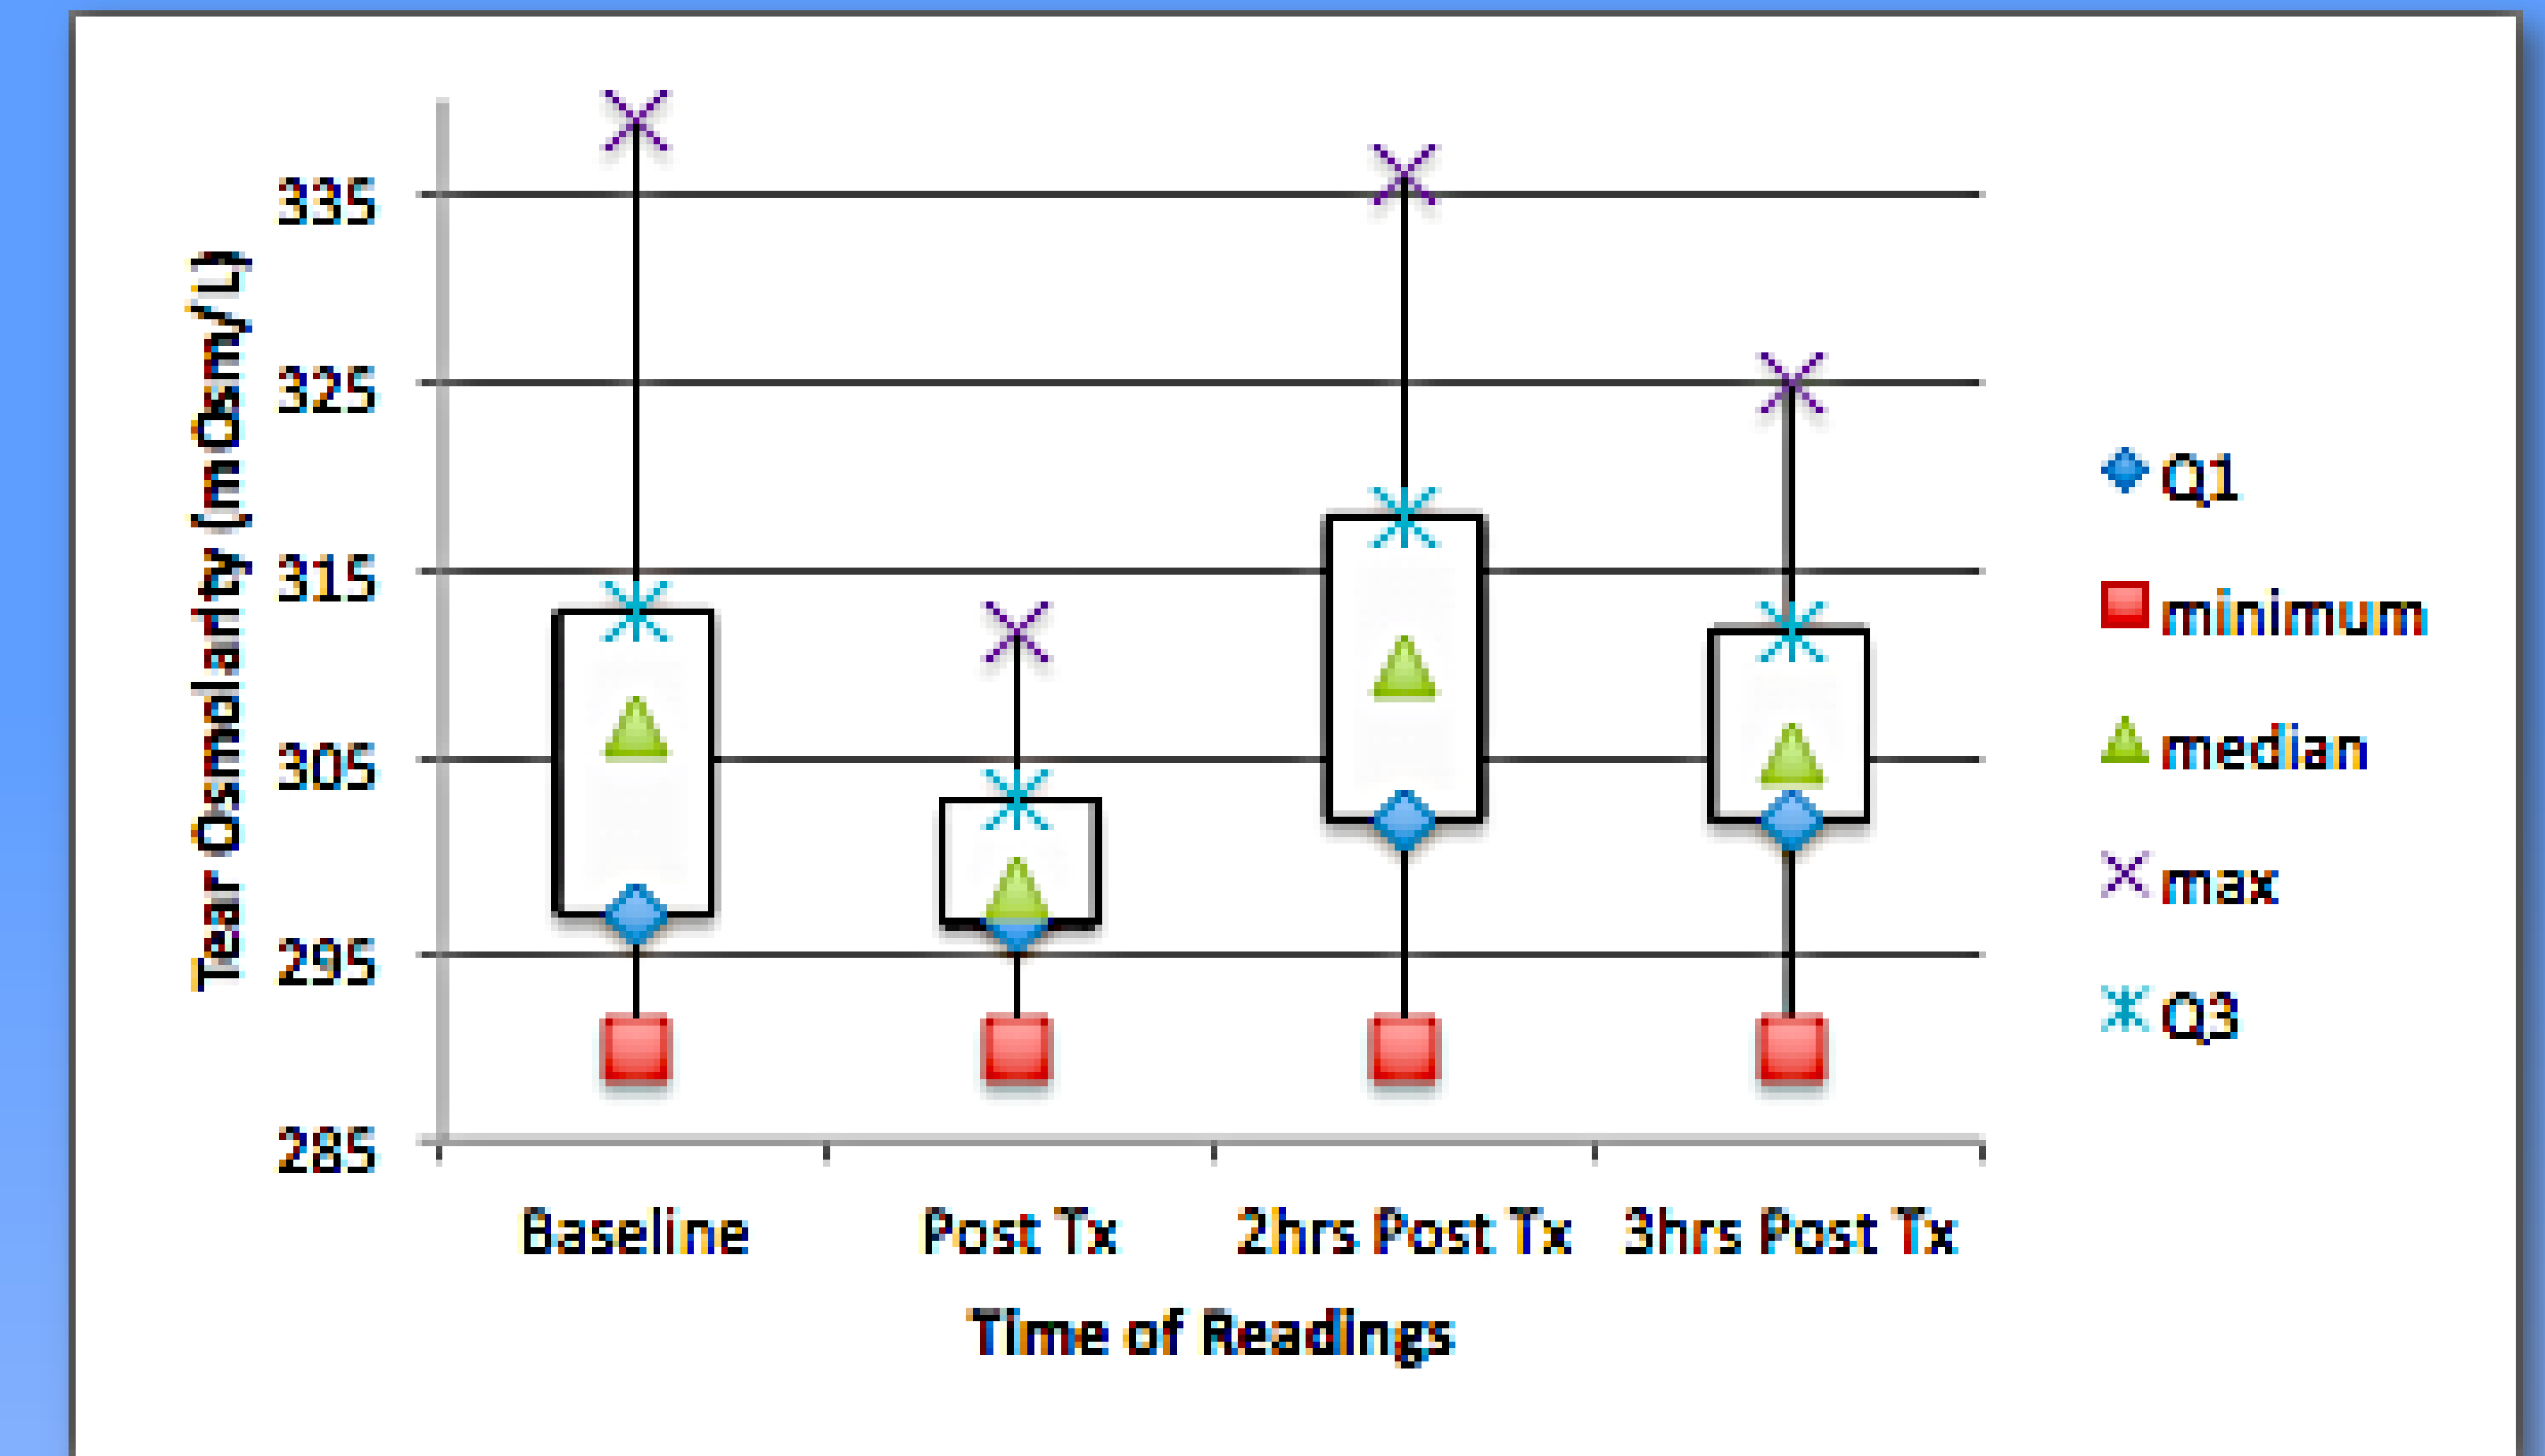 335
325
315
305
295
285
Tear Osmolarity (mOsm/L)
Baseline
Post Tx
2hrs Post Tx
3hrs Post Tx
Time of Readings
Q1
minimum
median
max
Q3